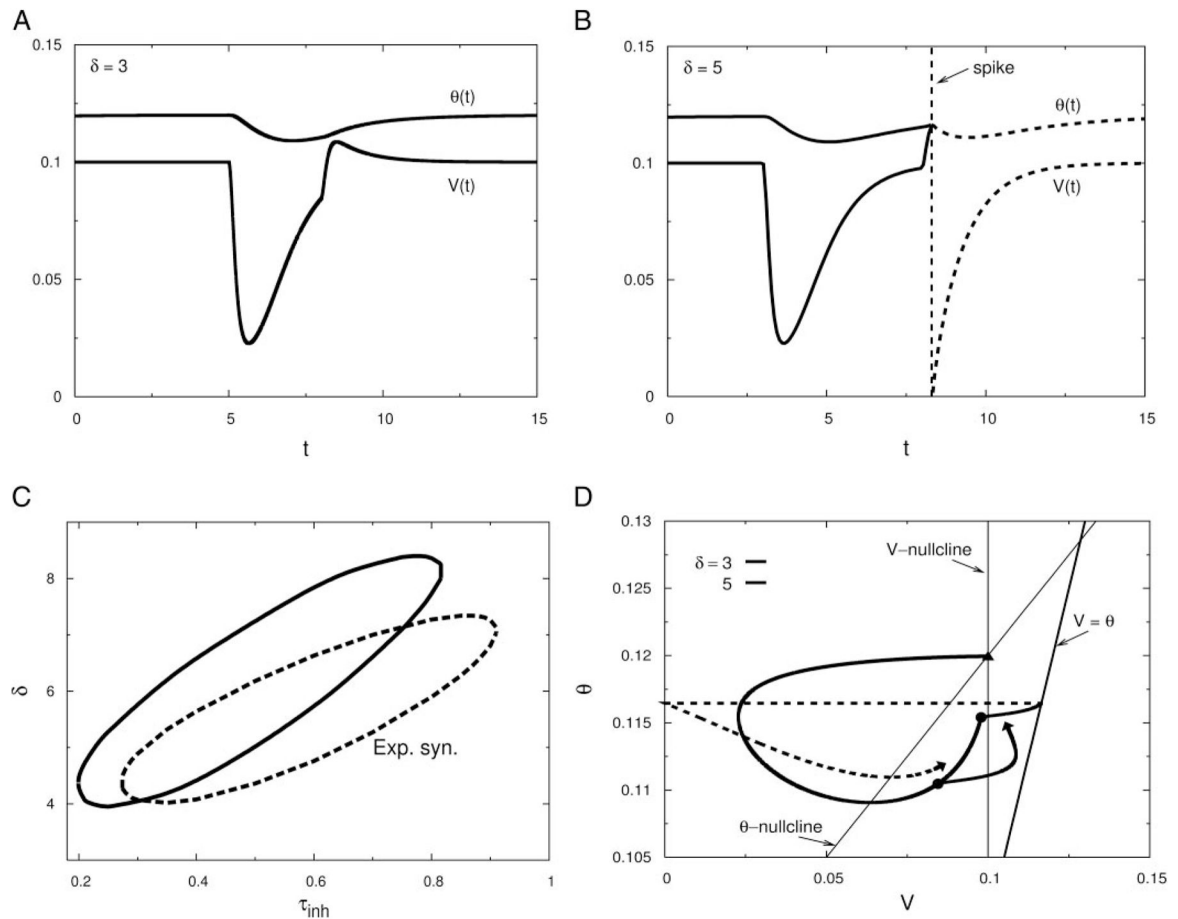 A
0.15
δ = 3
θ(t)
0.1
V(t)
0.05
0
0
5
10
15
t
B
0.15
δ = 5
spike
θ(t)
0.1
V(t)
0.05
0
0
5
10
15
t
C
8
δ
6
Exp. syn.
4
0.2
0.4
0.6
0.8
1
τinh
D
0.13
V−nullcline
δ = 3
5
0.125
V = θ
0.12
θ
0.115
0.11
θ−nullcline
0.105
0
0.05
0.1
0.15
V